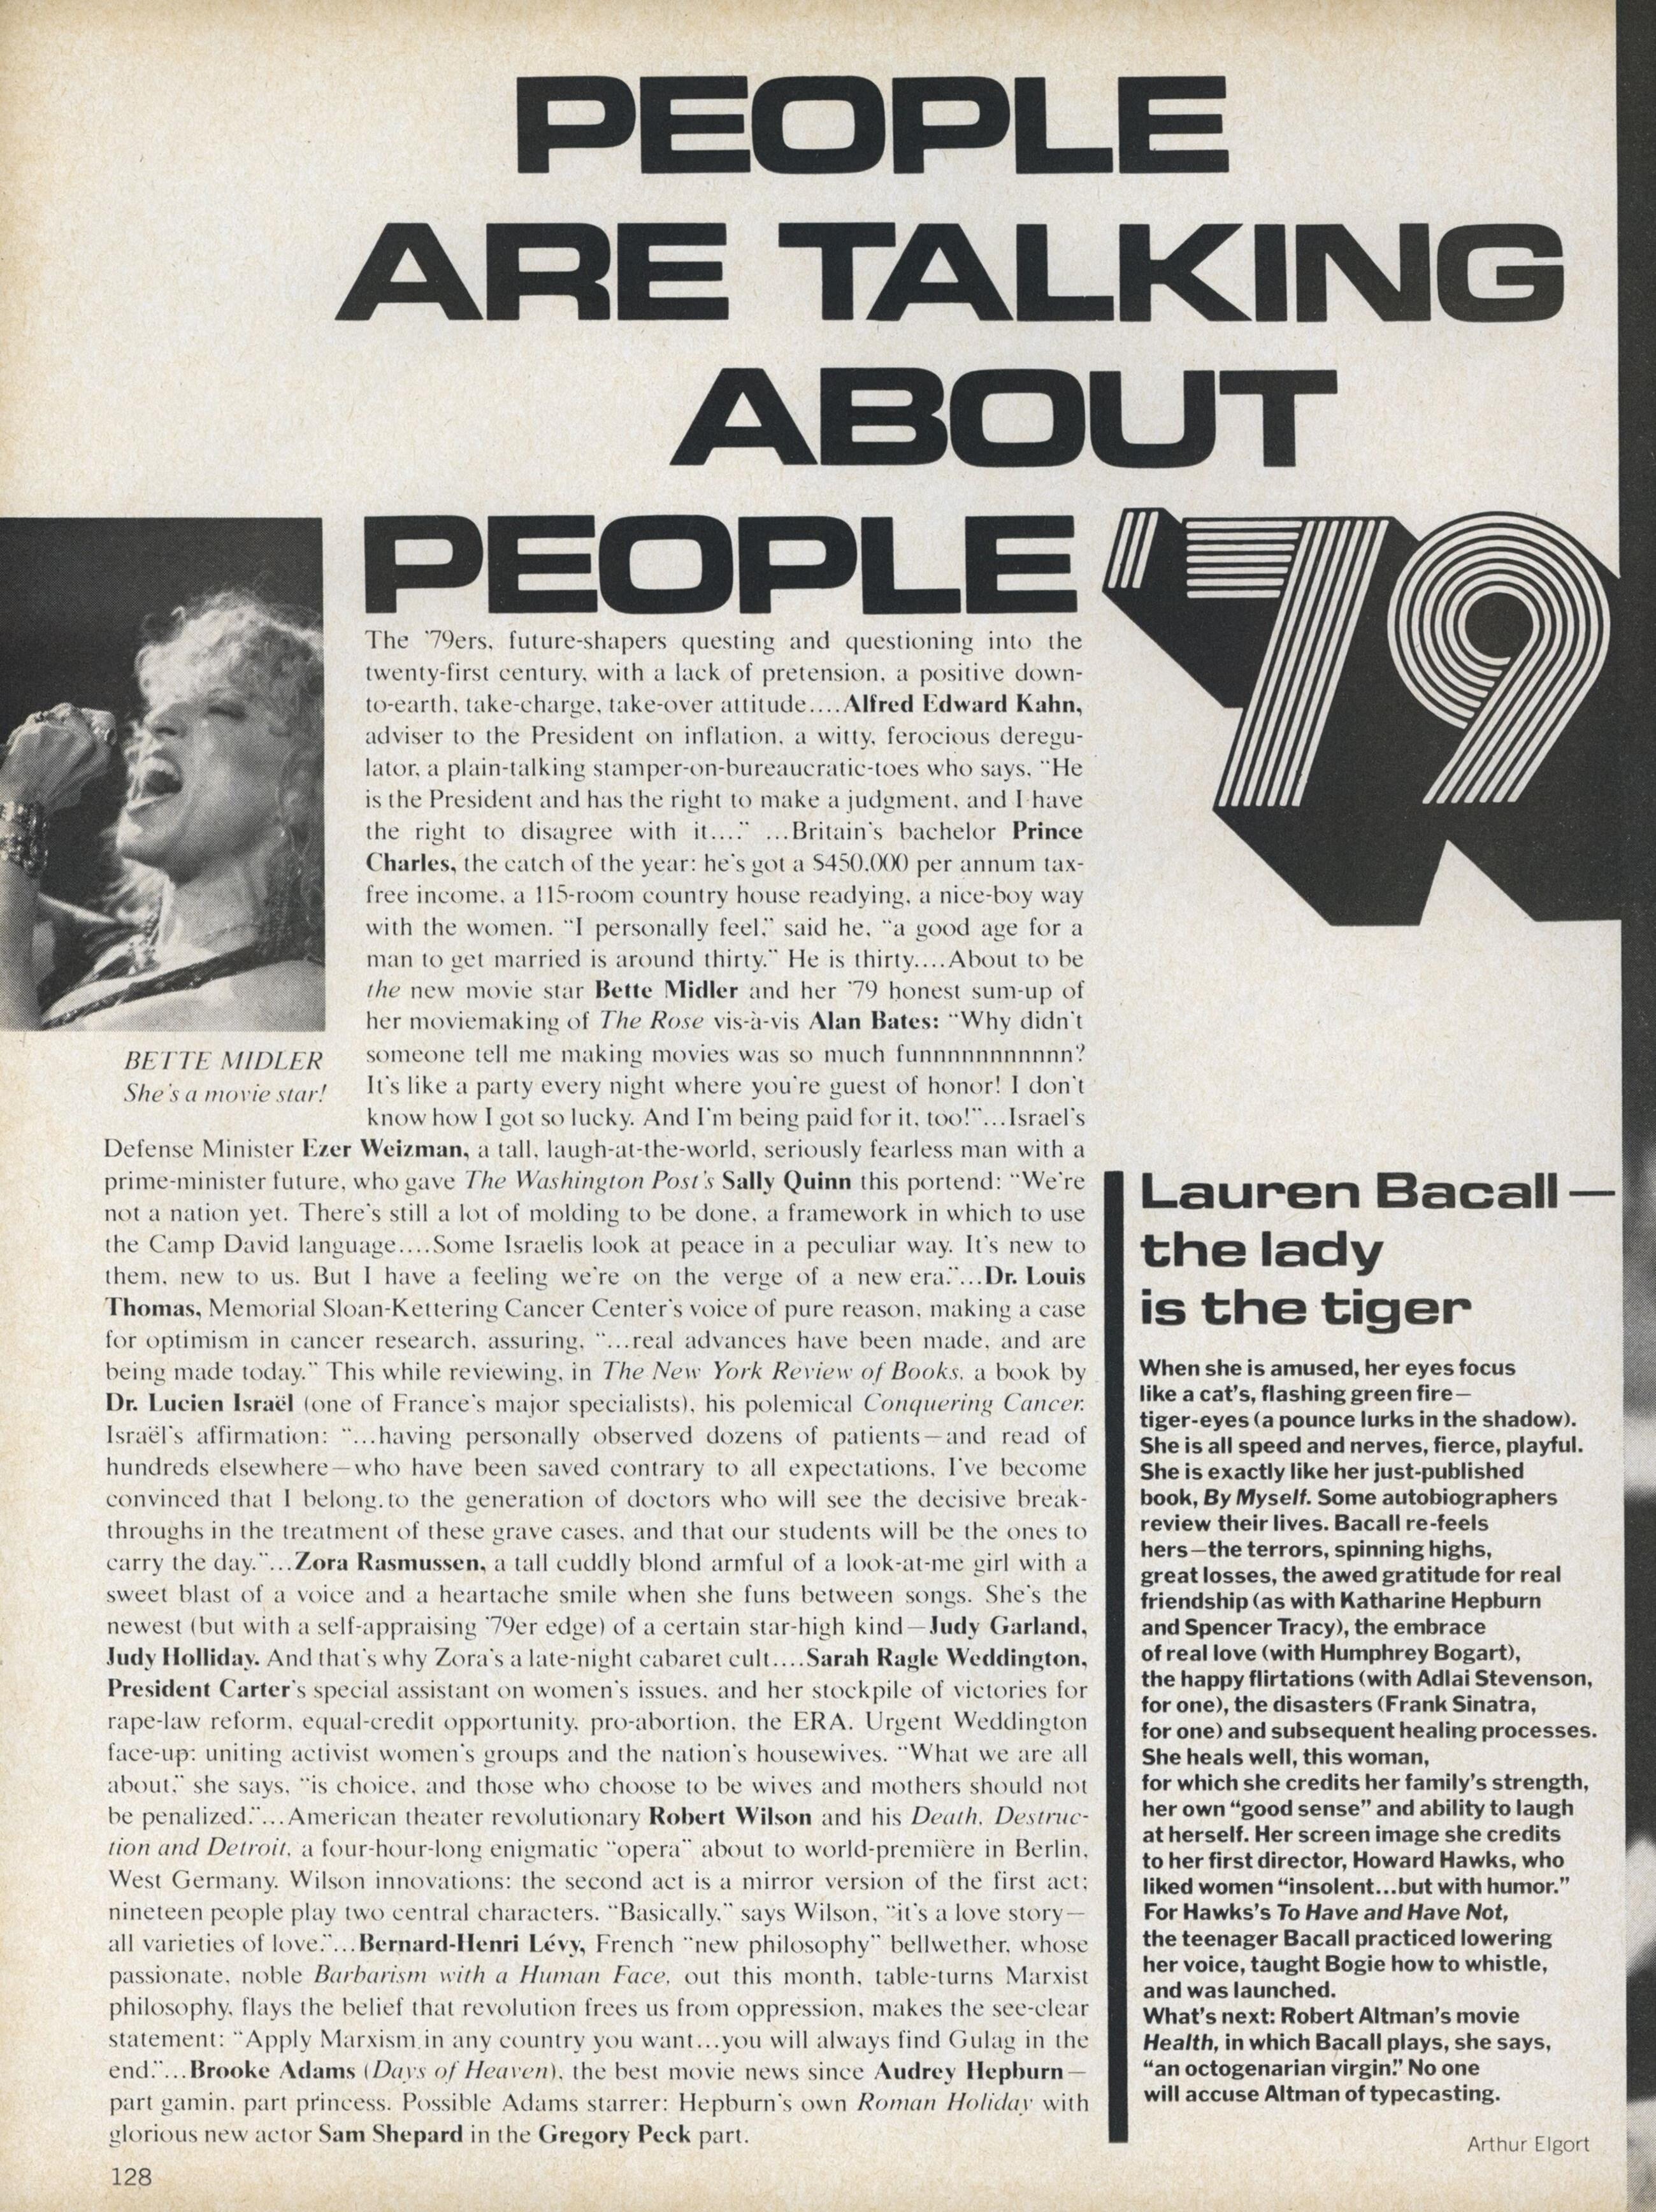 PEOPLE
ARE TALKING
ABOUT
PEOPLE '79
The '79ers, future-shapers questing and questioning into the
twenty-first century, with a lack of pretension, a positive down-
to-earth, take-charge, take-over attitude....Alfred Edward Kahn,
adviser to the President on inflation, a witty, ferocious deregu-
lator, a plain-talking stamper-on-bureaucratic-toes who says, "He
is the President and has the right to make a judgment, and I have
the right to disagree with it...." ...Britain's bachelor Prince
Charles, the catch of the year: he's got a $450,000 per annum tax-
free income, a 115-room country house readying, a nice-boy way
with the women. "I personally feel," said he, "a good age for a
man to get married is around thirty." He is thirty....About to be
the new movie star Bette Midler and her '79 honest sum-up of
her moviemaking of The Rose vis-à-vis Alan Bates: "Why didn't
someone tell me making movies was so much funnnnnnnnnnn?
It's like a party every night where you're guest of honor! I don't
know how I got so lucky. And I'm being paid for it, too!"...Israel's
BETTE MIDLER
She's a movie star!
Defense Minister Ezer Weizman, a tall, laugh-at-the-world, seriously fearless man with a
prime-minister future, who gave The Washington Post's Sally Quinn this portend: "We're
not a nation yet. There's still a lot of molding to be done, a framework in which to use
the Camp David language....Some Israelis look at peace in a peculiar way. It's new to
them, new to us. But I have a feeling we're on the verge of a new era."...Dr. Louis
Thomas, Memorial Sloan-Kettering Cancer Center's voice of pure reason, making a case
for optimism in cancer research, assuring, "...real advances have been made, and are
being made today." This while reviewing, in The New York Review of Books, a book by
Dr. Lucien Israël (one of France's major specialists), his polemical Conquering Cancer.
Israël's affirmation: "...having personally observed dozens of patients—and read of
hundreds elsewhere—who have been saved contrary to all expectations, I've become
convinced that I belong to the generation of doctors who will see the decisive break-
throughs in the treatment of these grave cases, and that our students will be the ones to
carry the day."...Zora Rasmussen, a tall cuddly blond armful of a look-at-me girl with a
sweet blast of a voice and a heartache smile when she funs between songs. She's the
newest (but with a self-appraising '79er edge) of a certain star-high kind—Judy Garland,
Judy Holliday. And that's why Zora's a late-night cabaret cult....Sarah Ragle Weddington,
President Carter's special assistant on women's issues, and her stockpile of victories for
rape-law reform, equal-credit opportunity, pro-abortion, the ERA. Urgent Weddington
face-up: uniting activist women's groups and the nation's housewives. "What we are all
about," she says, "is choice, and those who choose to be wives and mothers should not
be penalized."...American theater revolutionary Robert Wilson and his Death, Destruc-
tion and Detroit, a four-hour-long enigmatic "opera" about to world-première in Berlin,
West Germany. Wilson innovations: the second act is a mirror version of the first act;
nineteen people play two central characters. "Basically," says Wilson, "it's a love story—
all varieties of love."...Bernard-Henri Lévy, French "new philosophy" bellwether, whose
passionate, noble Barbarism with a Human Face, out this month, table-turns Marxist
philosophy, flays the belief that revolution frees us from oppression, makes the see-clear
statement: "Apply Marxism in any country you want...you will always find Gulag in the
end."...Brooke Adams (Days of Heaven), the best movie news since Audrey Hepburn—
part gamin, part princess. Possible Adams starrer: Hepburn's own Roman Holiday with
glorious new actor Sam Shepard in the Gregory Peck part.
Lauren Bacall—
the lady
is the tiger
When she is amused, her eyes focus
like a cat's, flashing green fire—
tiger-eyes (a pounce lurks in the shadow).
She is all speed and nerves, fierce, playful.
She is exactly like her just-published
book, By Myself. Some autobiographers
review their lives. Bacall re-feels
hers—the terrors, spinning highs,
great losses, the awed gratitude for real
friendship (as with Katharine Hepburn
and Spencer Tracy), the embrace
of real love (with Humphrey Bogart),
the happy flirtations (with Adlai Stevenson,
for one), the disasters (Frank Sinatra,
for one) and subsequent healing processes.
She heals well, this woman,
for which she credits her family's strength,
her own "good sense" and ability to laugh
at herself. Her screen image she credits
to her first director, Howard Hawks, who
liked women "insolent...but with humor."
For Hawks's To Have and Have Not,
the teenager Bacall practiced lowering
her voice, taught Bogie how to whistle,
and was launched.
What's next: Robert Altman's movie
Health, in which Bacall plays, she says,
"an octogenarian virgin." No one
will accuse Altman of typecasting.
Arthur Elgort
128